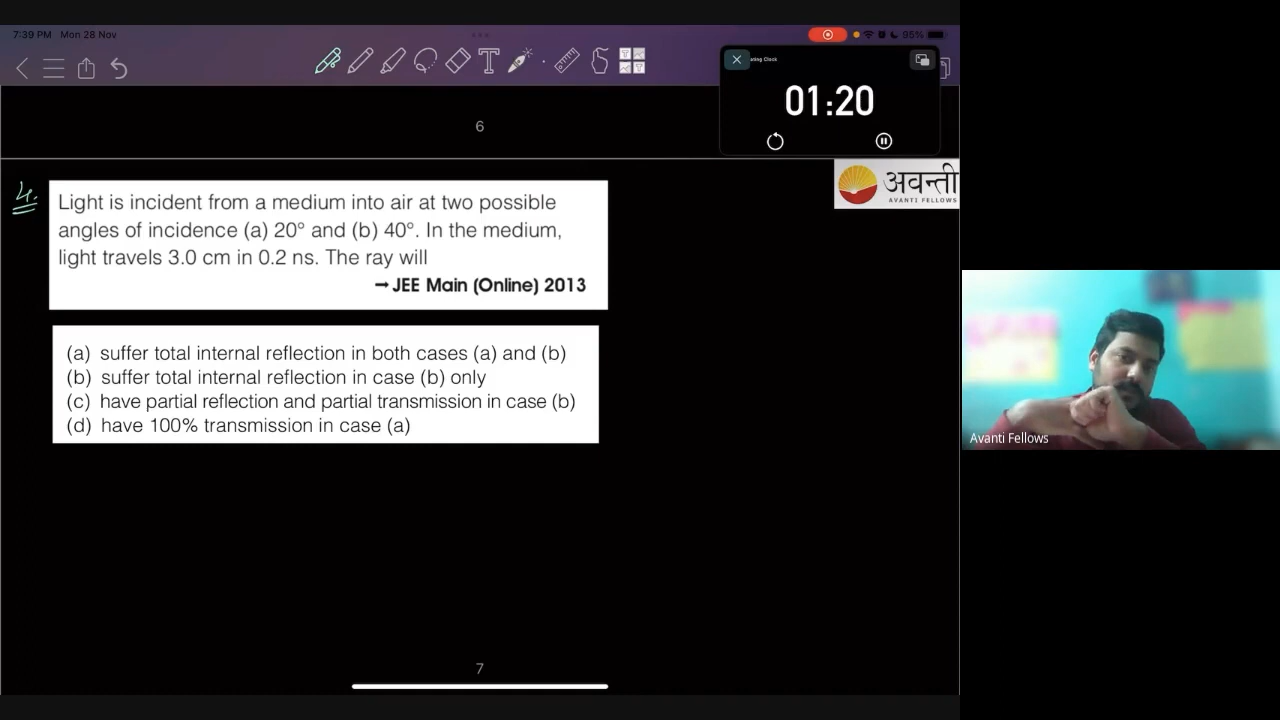 7:39 PM Mon 28 Nov
95%
ating Clock
01:20
6
4.
अवन्ती
AVANTI FELLOWS
Light is incident from a medium into air at two possible
angles of incidence (a) 20° and (b) 40°. In the medium,
light travels 3.0 cm in 0.2 ns. The ray will
→ JEE Main (Online) 2013
(a) suffer total internal reflection in both cases (a) and (b)
(b) suffer total internal reflection in case (b) only
(c) have partial reflection and partial transmission in case (b)
(d) have 100% transmission in case (a)
Avanti Fellows
7